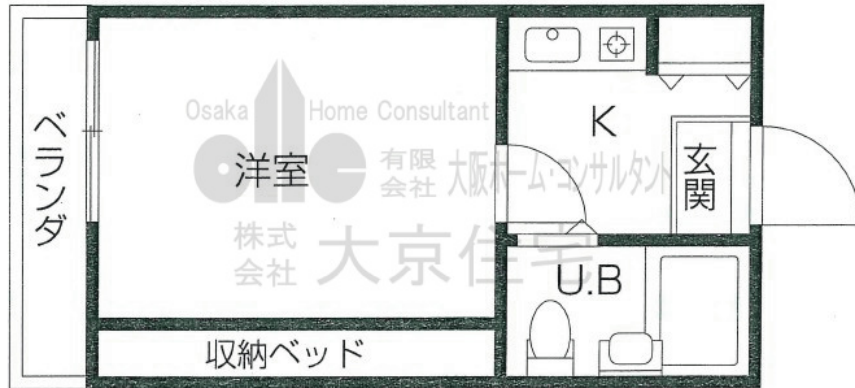 ベランダ
洋室
収納ベッド
K
玄関
U.B
Osaka Home Consultant
有限会社 大阪ホーム・コンサルタント
株式会社 大京住宅